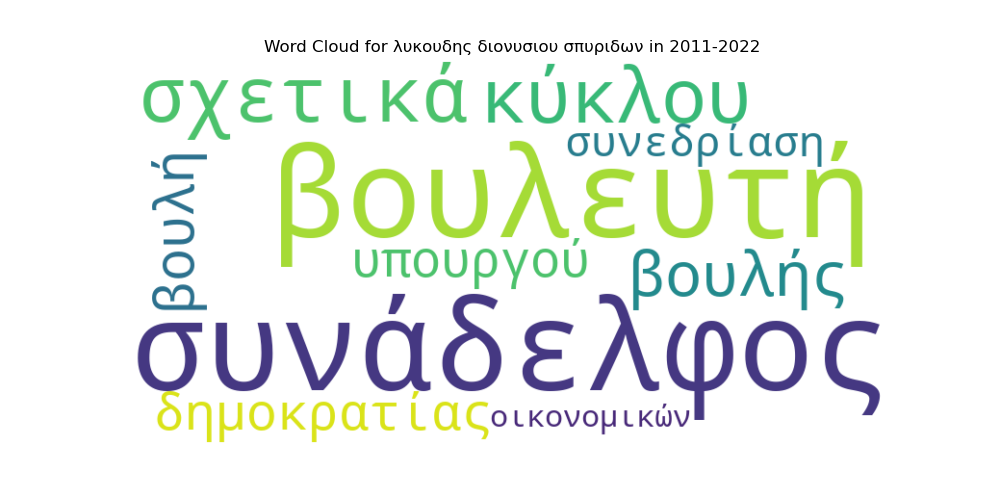 Word Cloud for λυκουδης διονυσιου σπυριδων in 2011-2022
σχετικά κύκλου
συνεδρίαση
βουλή
βουλευτή
υπουργού
βουλής
συνάδελφος
δημοκρατίας
οικονομικών